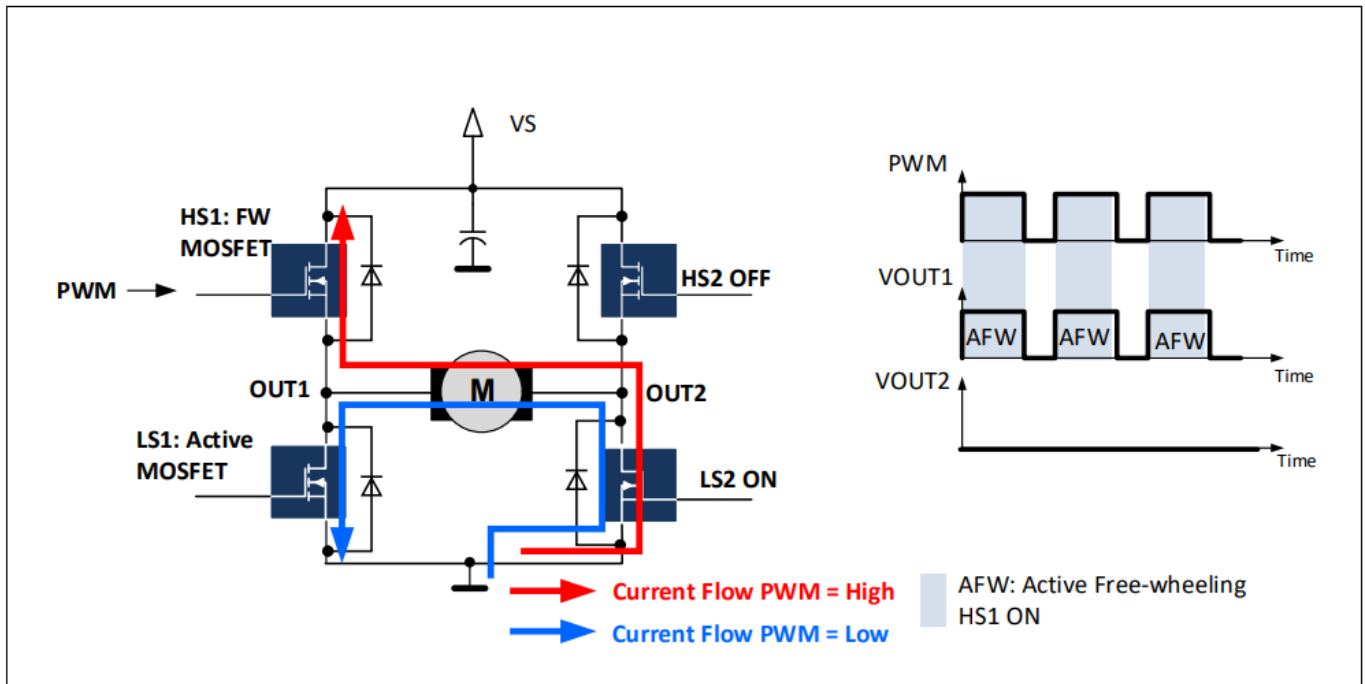 VS
HS1: FW
MOSFET
PWM
HS2 OFF
OUT1
M
OUT2
LS1: Active
MOSFET
LS2 ON
Current Flow PWM = High
Current Flow PWM = Low
PWM
Time
VOUT1
AFW AFW AFW
Time
VOUT2
Time
AFW: Active Free-wheeling
HS1 ON